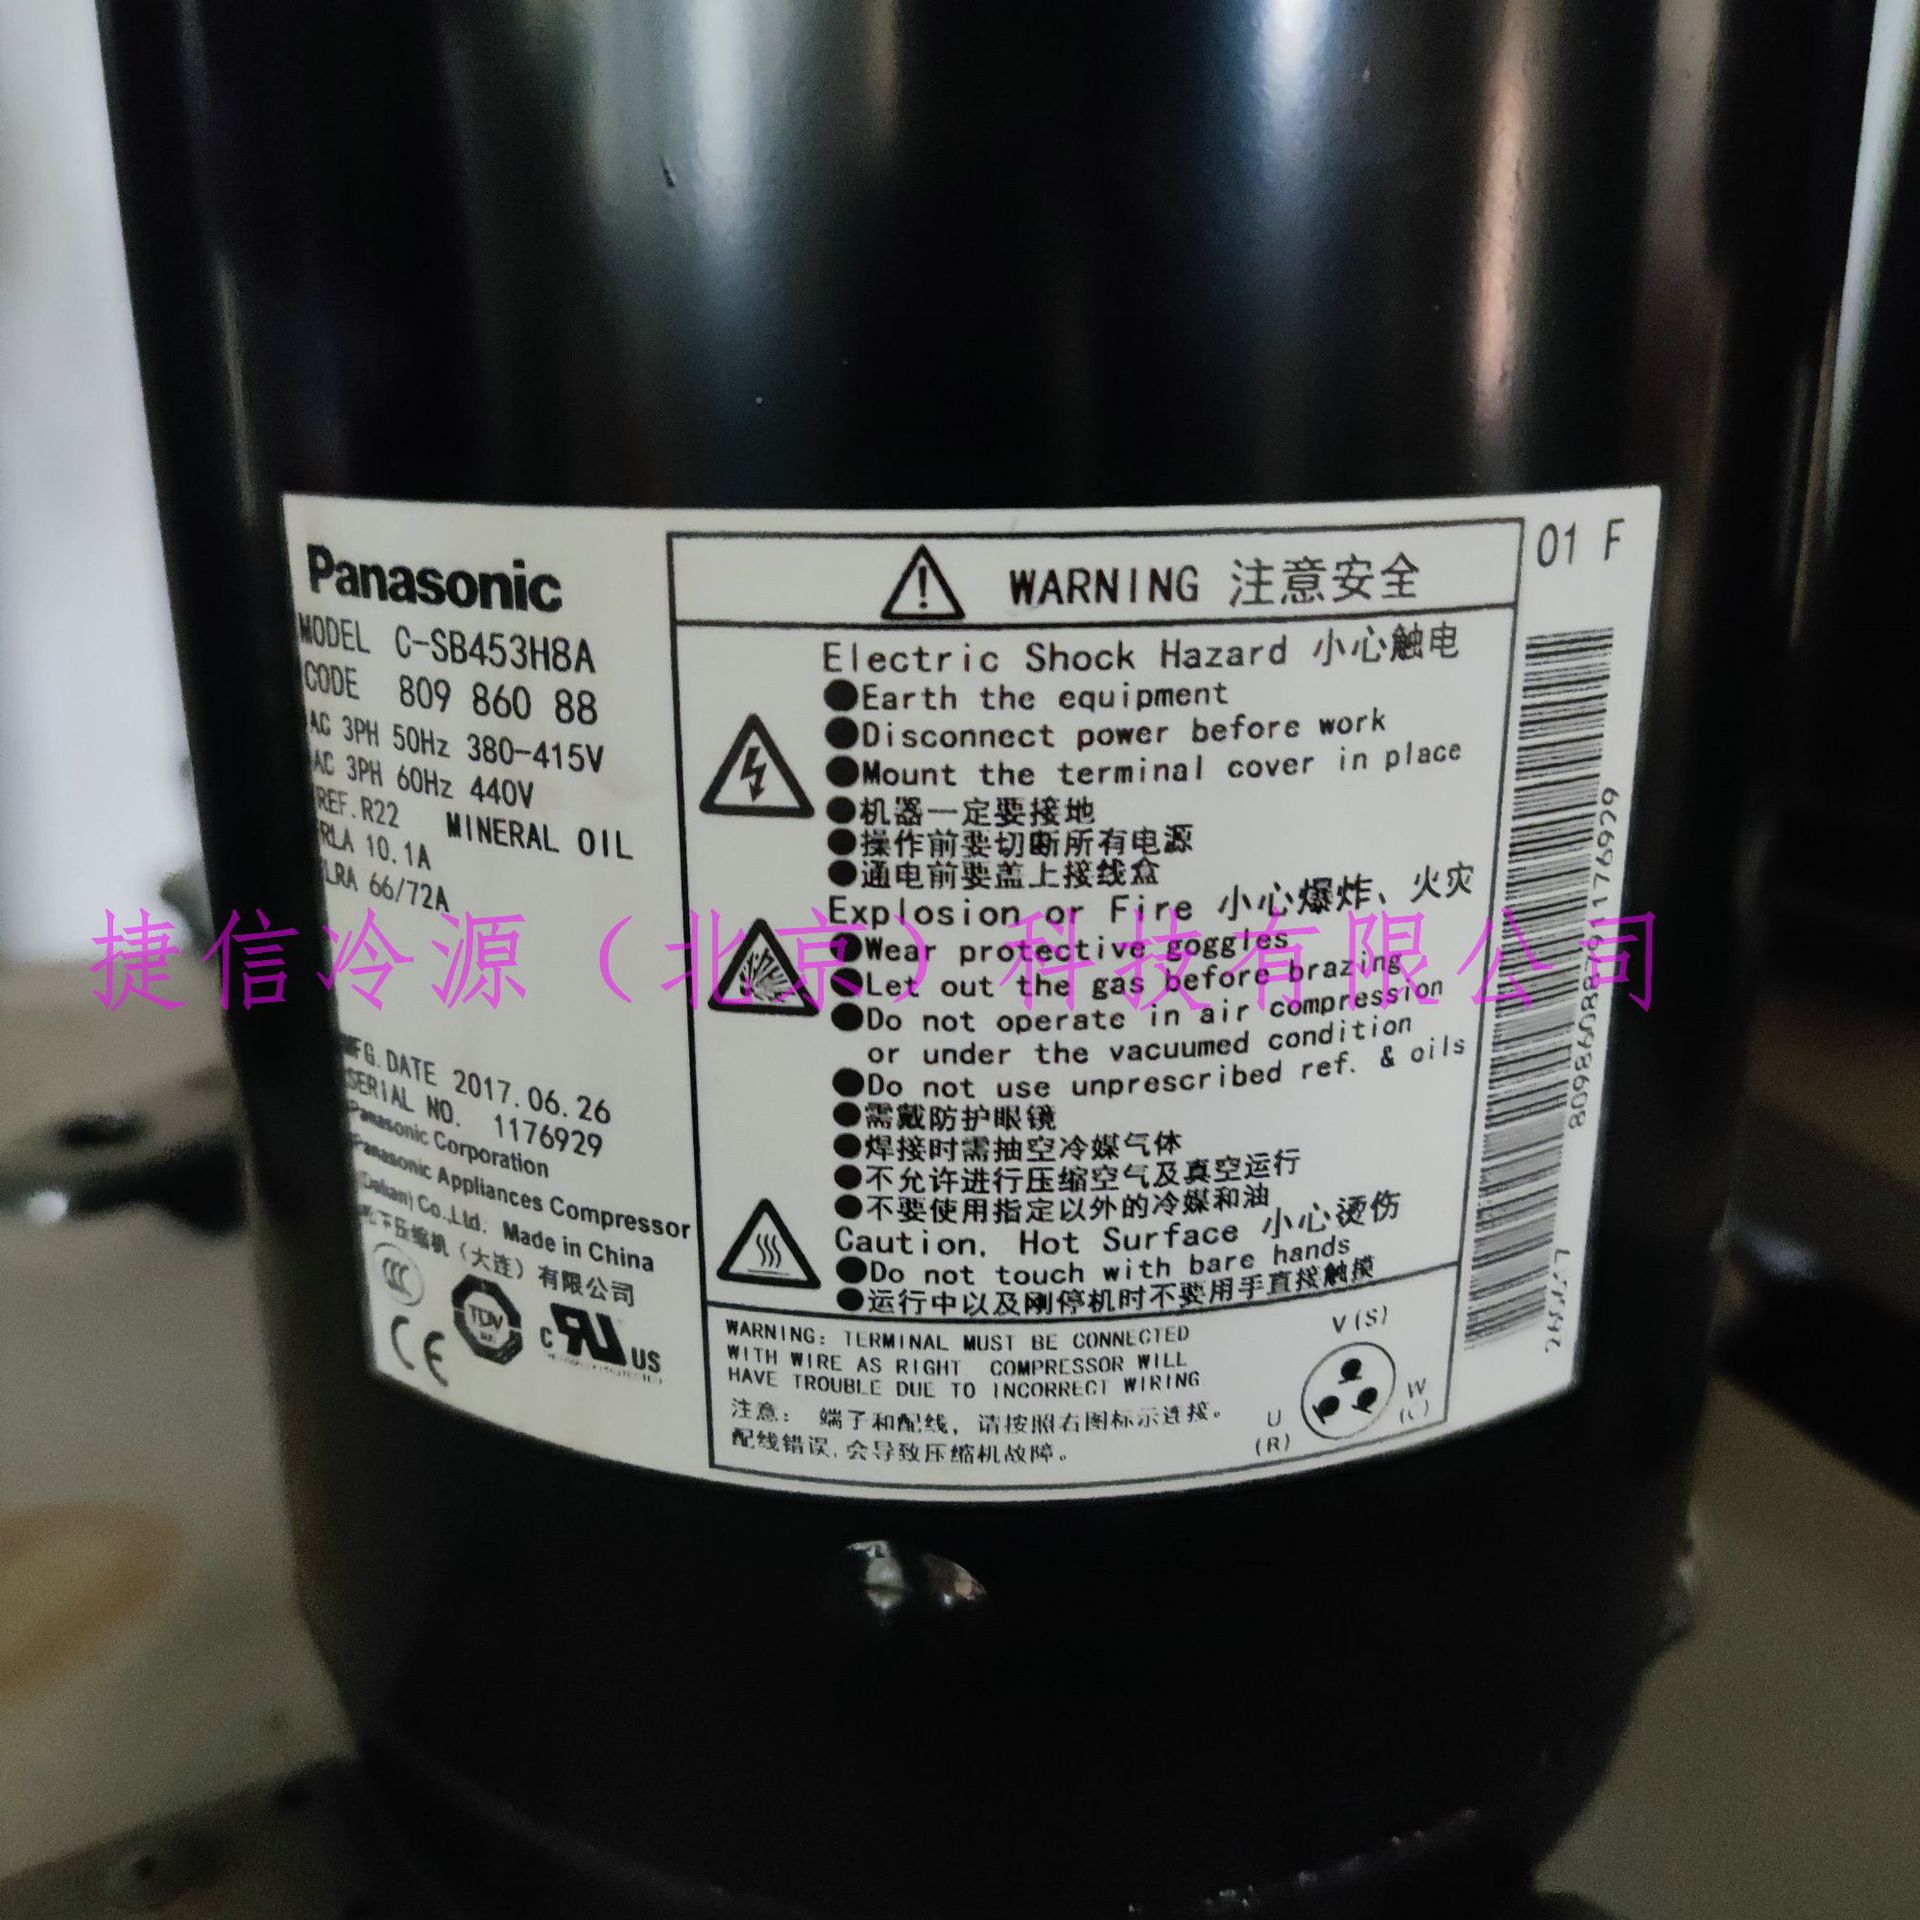 Panasonic
MODEL C-SB453H8A
CODE 809 860 88
AC 3PH 50Hz 380-415V
AC 3PH 60Hz 440V
REF.R22 MINERAL OIL
RLA 10.1A
LRA 66/72A
MFG.DATE 2017.06.26
SERIAL NO. 1176929
Panasonic Corporation
Panasonic Appliances Compressor
(Dalian) Co.,Ltd. Made in China
松下压缩机（大连）有限公司
CCC
TÜV
CE
C RU US
WARNING 注意安全
Electric Shock Hazard 小心触电
●Earth the equipment
●Disconnect power before work
●Mount the terminal cover in place
●机器一定要接地
●操作前要切断所有电源
●通电前要盖上接线盒
Explosion or Fire 小心爆炸、火灾
●Wear protective goggles
●Let out the gas before brazing
●Do not operate in air compression
or under the vacuumed condition
●Do not use unprescribed ref. & oils
●需戴防护眼镜
●焊接时需抽空冷媒气体
●不允许进行压缩空气及真空运行
●不要使用指定以外的冷媒和油
Caution, Hot Surface 小心烫伤
●Do not touch with bare hands
●运行中以及刚停机时不要用手直接触摸
WARNING: TERMINAL MUST BE CONNECTED
WITH WIRE AS RIGHT COMPRESSOR WILL
HAVE TROUBLE DUE TO INCORRECT WIRING
注意： 端子和配线，请按照右图标示连接。
配线错误,会导致压缩机故障。
V(S)
U
(R)
W
(C)
01 F
捷信冷源（北京）科技有限公司